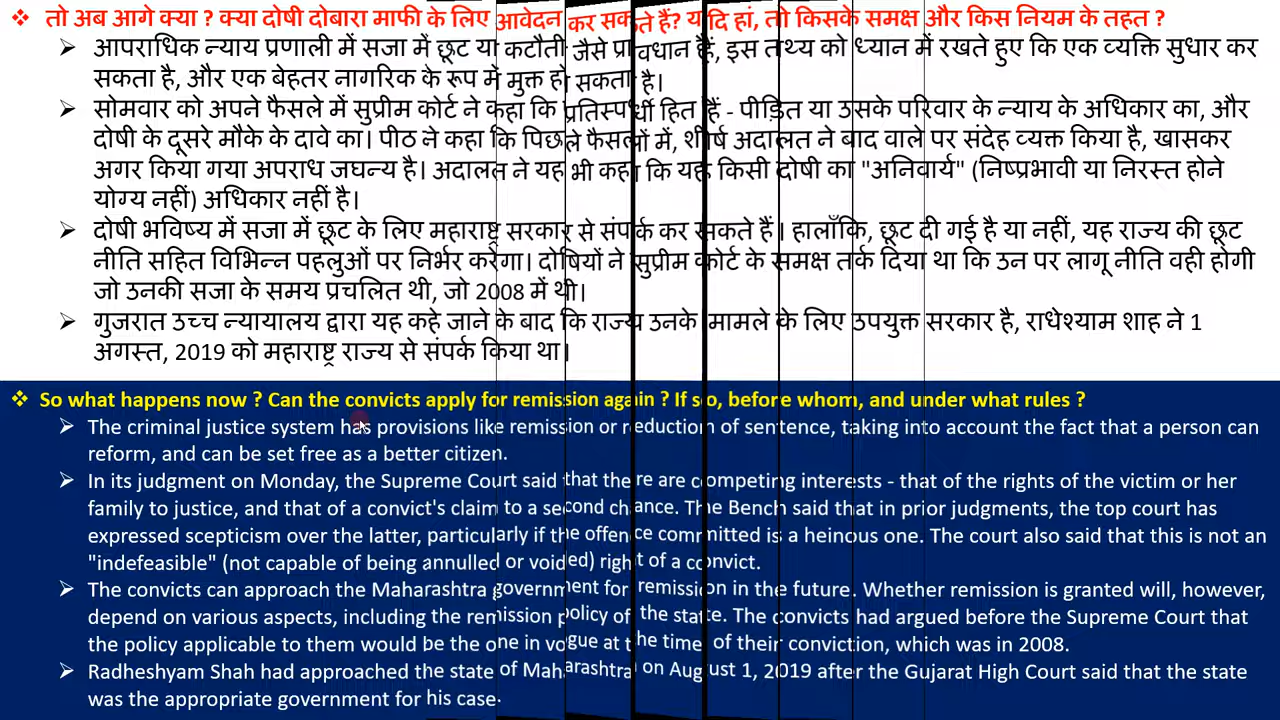 ❖ तो अब आगे क्या ? क्या दोषी दोबारा माफी के लिए आवेदन कर सकते हैं? यदि हां, तो किसके समक्ष और किस नियम के तहत ?
➢ आपराधिक न्याय प्रणाली में सजा में छूट या कटौती जैसे प्रावधान हैं, इस तथ्य को ध्यान में रखते हुए कि एक व्यक्ति सुधार कर
सकता है, और एक बेहतर नागरिक के रूप में मुक्त हो सकता है।
➢ सोमवार को अपने फैसले में सुप्रीम कोर्ट ने कहा कि प्रतिस्पर्धी हित हैं - पीड़ित या उसके परिवार के न्याय के अधिकार का, और
दोषी के दूसरे मौके के दावे का। पीठ ने कहा कि पिछले फैसलों में, शीर्ष अदालत ने बाद वाले पर संदेह व्यक्त किया है, खासकर
अगर किया गया अपराध जघन्य है। अदालत ने यह भी कहा कि यह किसी दोषी का "अनिवार्य" (निष्प्रभावी या निरस्त होने
योग्य नहीं) अधिकार नहीं है।
➢ दोषी भविष्य में सजा में छूट के लिए महाराष्ट्र सरकार से संपर्क कर सकते हैं। हालाँकि, छूट दी गई है या नहीं, यह राज्य की छूट
नीति सहित विभिन्न पहलुओं पर निर्भर करेगा। दोषियों ने सुप्रीम कोर्ट के समक्ष तर्क दिया था कि उन पर लागू नीति वही होगी
जो उनकी सजा के समय प्रचलित थी, जो 2008 में थी।
➢ गुजरात उच्च न्यायालय द्वारा यह कहे जाने के बाद कि राज्य उनके मामले के लिए उपयुक्त सरकार है, राधेश्याम शाह ने 1
अगस्त, 2019 को महाराष्ट्र राज्य से संपर्क किया था।
❖ So what happens now ? Can the convicts apply for remission again ? If so, before whom, and under what rules ?
➢ The criminal justice system has provisions like remission or reduction of sentence, taking into account the fact that a person can
reform, and can be set free as a better citizen.
➢ In its judgment on Monday, the Supreme Court said that there are competing interests - that of the rights of the victim or her
family to justice, and that of a convict's claim to a second chance. The Bench said that in prior judgments, the top court has
expressed scepticism over the latter, particularly if the offence committed is a heinous one. The court also said that this is not an
"indefeasible" (not capable of being annulled or voided) right of a convict.
➢ The convicts can approach the Maharashtra government for remission in the future. Whether remission is granted will, however,
depend on various aspects, including the remission policy of the state. The convicts had argued before the Supreme Court that
the policy applicable to them would be the one in vogue at the time of their conviction, which was in 2008.
➢ Radheshyam Shah had approached the state of Maharashtra on August 1, 2019 after the Gujarat High Court said that the state
was the appropriate government for his case.